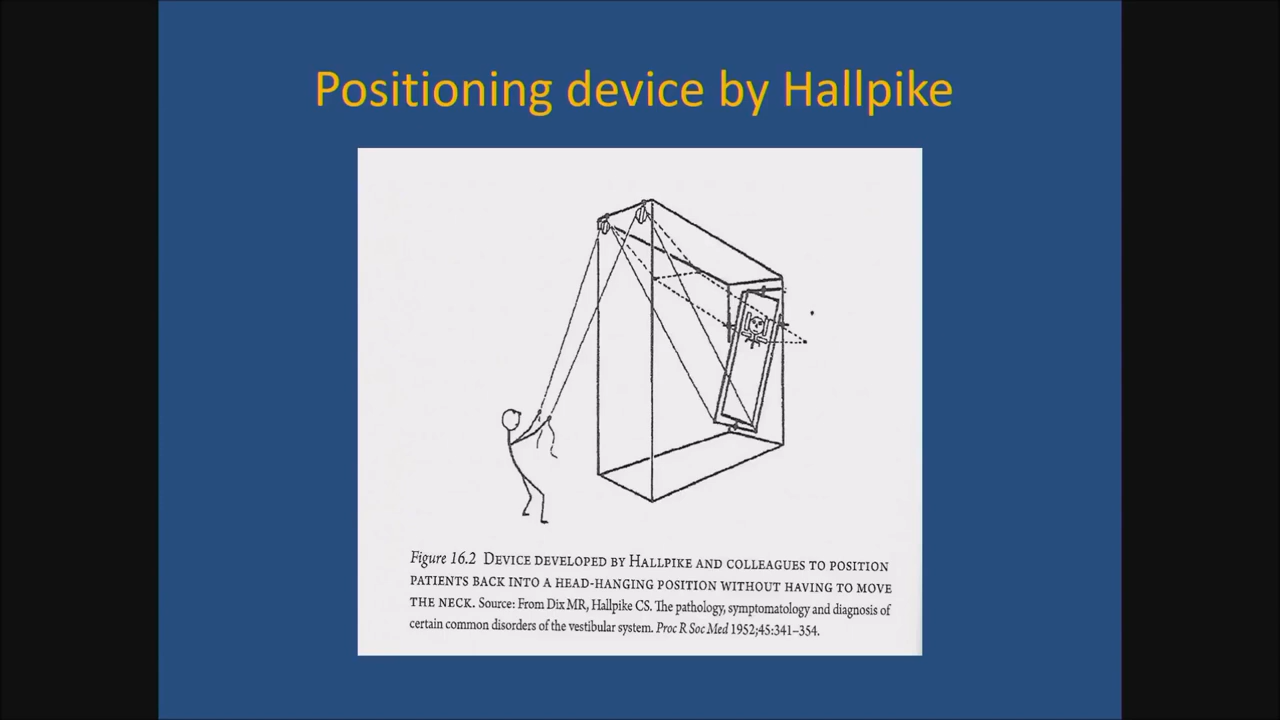 Positioning device by Hallpike
Figure 16.2 DEVICE DEVELOPED BY HALLPIKE AND COLLEAGUES TO POSITION
PATIENTS BACK INTO A HEAD-HANGING POSITION WITHOUT HAVING TO MOVE
THE NECK. Source: From Dix MR, Hallpike CS. The pathology, symptomatology and diagnosis of
certain common disorders of the vestibular system. Proc R Soc Med 1952;45:341–354.